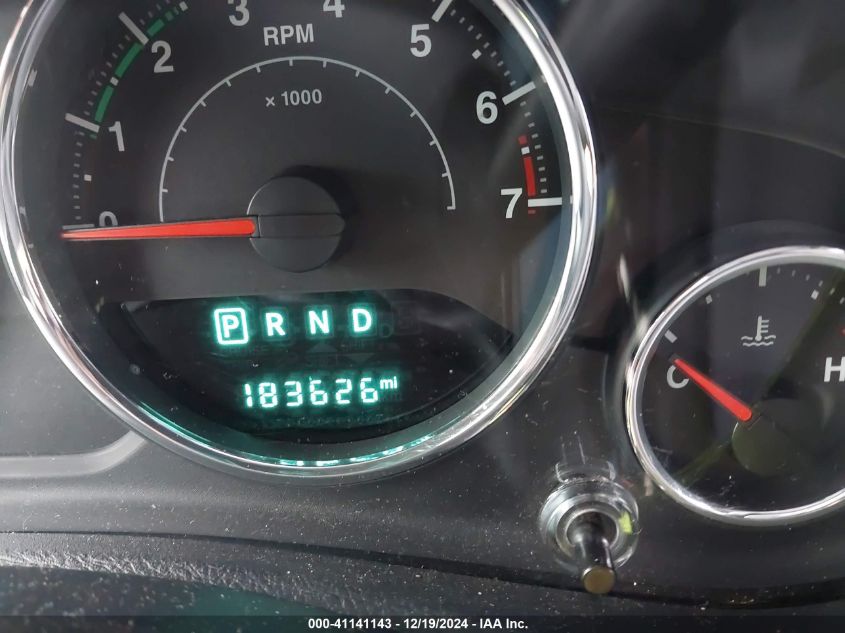 3 4
2 RPM 5
× 1000 6
1
0 7
P R N D
183626 mi
C H
000-41141143 - 12/19/2024 - IAA Inc.